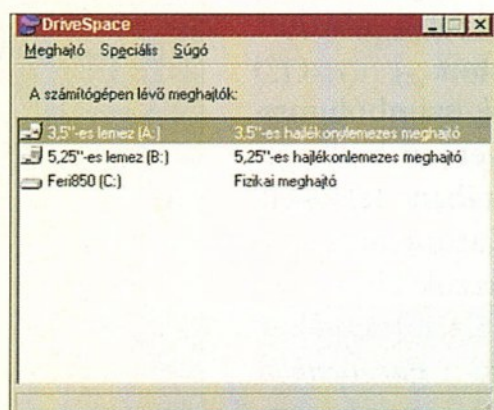 DriveSpace
Meghajtó Speciális Súgó
A számítógépen lévő meghajtók:
3,5"-es lemez (A:) 3,5"-es hajlékonylemezes meghajtó
5,25"-es lemez (B:) 5,25"-es hajlékonlemezes meghajtó
Feri850 (C:) Fizikai meghajtó